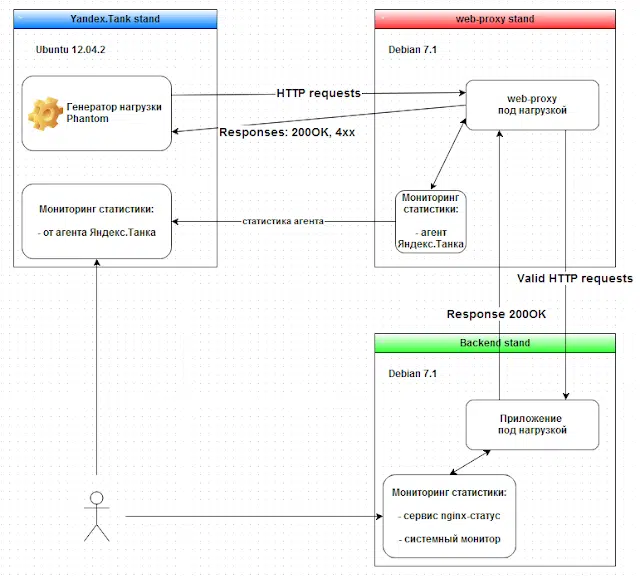 Yandex.Tank stand
Ubuntu 12.04.2
Генератор нагрузки
Phantom
Мониторинг статистики:
- от агента Яндекс.Танка
HTTP requests
Responses: 200OK, 4xx
статистика агента
web-proxy stand
Debian 7.1
web-proxy
под нагрузкой
Мониторинг
статистики:
- агент
Яндекс.Танка
Valid HTTP requests
Response 200OK
Backend stand
Debian 7.1
Приложение
под нагрузкой
Мониторинг статистики:
- сервис nginx-статус
- системный монитор